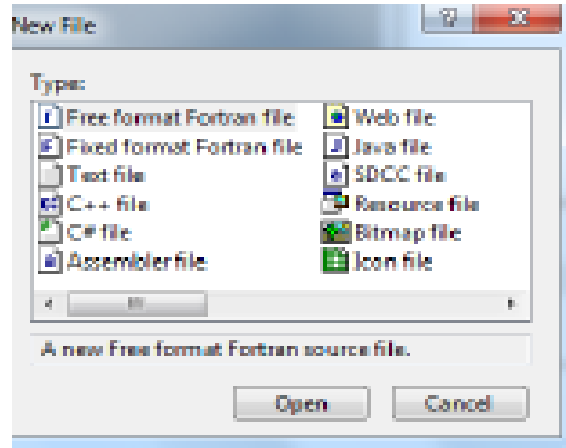 New File
Type:
Free format Fortran file
Fixed format Fortran file
Text file
C++ file
C# file
Assembler file
Web file
Java file
SDCC file
Resource file
Bitmap file
Icon file
A new Free format Fortran source file.
Open
Cancel